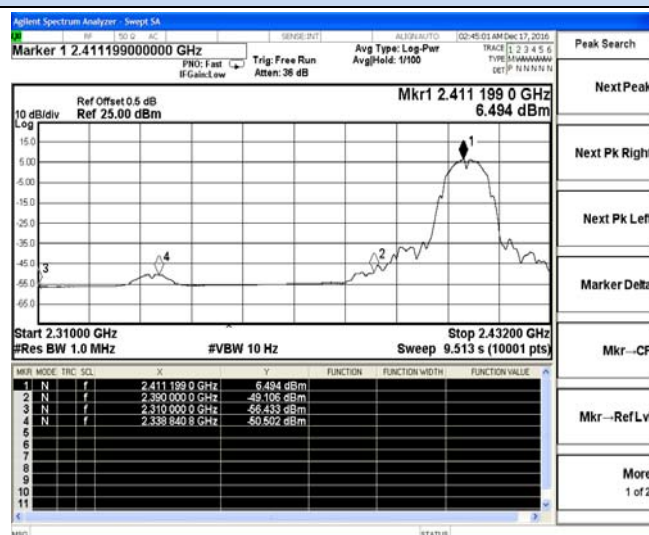 Agilent Spectrum Analyzer - Swept SA
RF 50 Ω AC SENSE:INT ALIGN AUTO 02:45:01 AM Dec 17, 2016
Marker 1 2.411199000000 GHz
PNO: Fast Trig: Free Run
IFGain:Low Atten: 36 dB
Avg Type: Log-Pwr
Avg|Hold: 1/100
TRACE 1 2 3 4 5 6
TYPE
DET P N N N N N
Peak Search
Mkr1 2.411 199 0 GHz
6.494 dBm
Ref Offset 0.5 dB
10 dB/div Ref 25.00 dBm
Log
15.0
5.00
-5.00
-15.0
-25.0
-35.0
-45.0
-55.0
-65.0
1
2
3
4
Start 2.31000 GHz Stop 2.43200 GHz
#Res BW 1.0 MHz #VBW 10 Hz Sweep 9.513 s (10001 pts)
MKR MODE TRC SCL X Y FUNCTION FUNCTION WIDTH FUNCTION VALUE
1 N f 2.411 199 0 GHz 6.494 dBm
2 N f 2.390 000 0 GHz -49.106 dBm
3 N f 2.310 000 0 GHz -56.433 dBm
4 N f 2.338 840 8 GHz -50.502 dBm
5
6
7
8
9
10
11
MSG STATUS
Next Peak
Next Pk Right
Next Pk Left
Marker Delta
Mkr→CF
Mkr→Ref Lvl
More
1 of 2